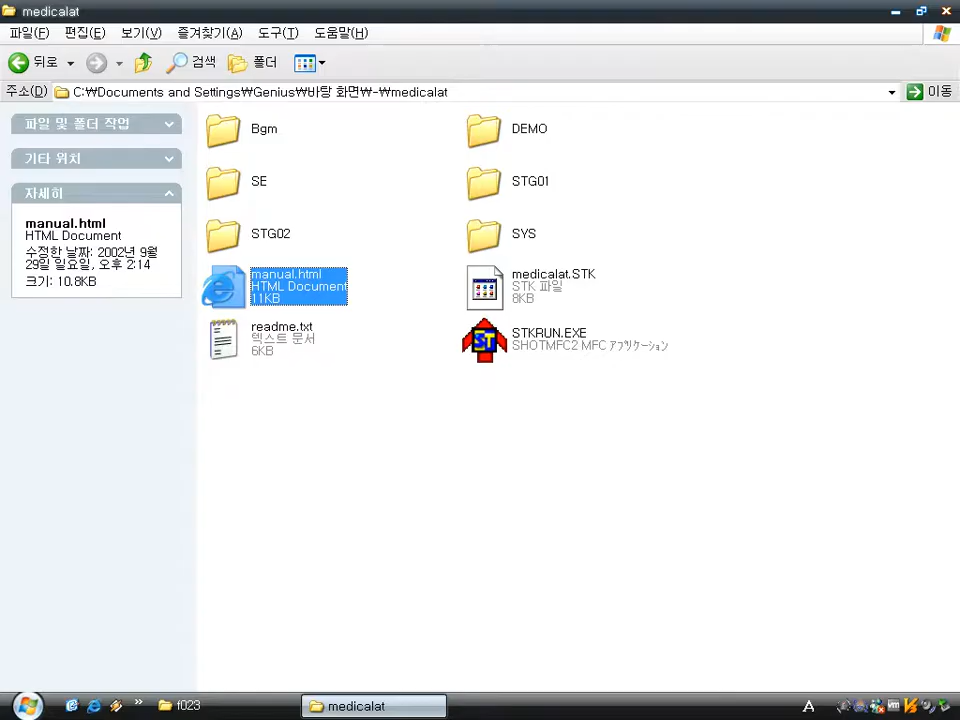 medicalat
파일(F) 편집(E) 보기(V) 즐겨찾기(A) 도구(T) 도움말(H)
뒤로 검색 폴더
주소(D) C:₩Documents and Settings₩Genius₩바탕 화면₩-₩medicalat 이동
파일 및 폴더 작업
기타 위치
자세히
manual.html
HTML Document
수정한 날짜: 2002년 9월
29일 일요일, 오후 2:14
크기: 10.8KB
Bgm
DEMO
SE
STG01
STG02
SYS
manual.html
HTML Document
11KB
medicalat.STK
STK 파일
8KB
readme.txt
텍스트 문서
6KB
STKRUN.EXE
SHOTMFC2 MFC ｱﾌﾟﾘｹｰｼｮﾝ
ST
f023
medicalat
A